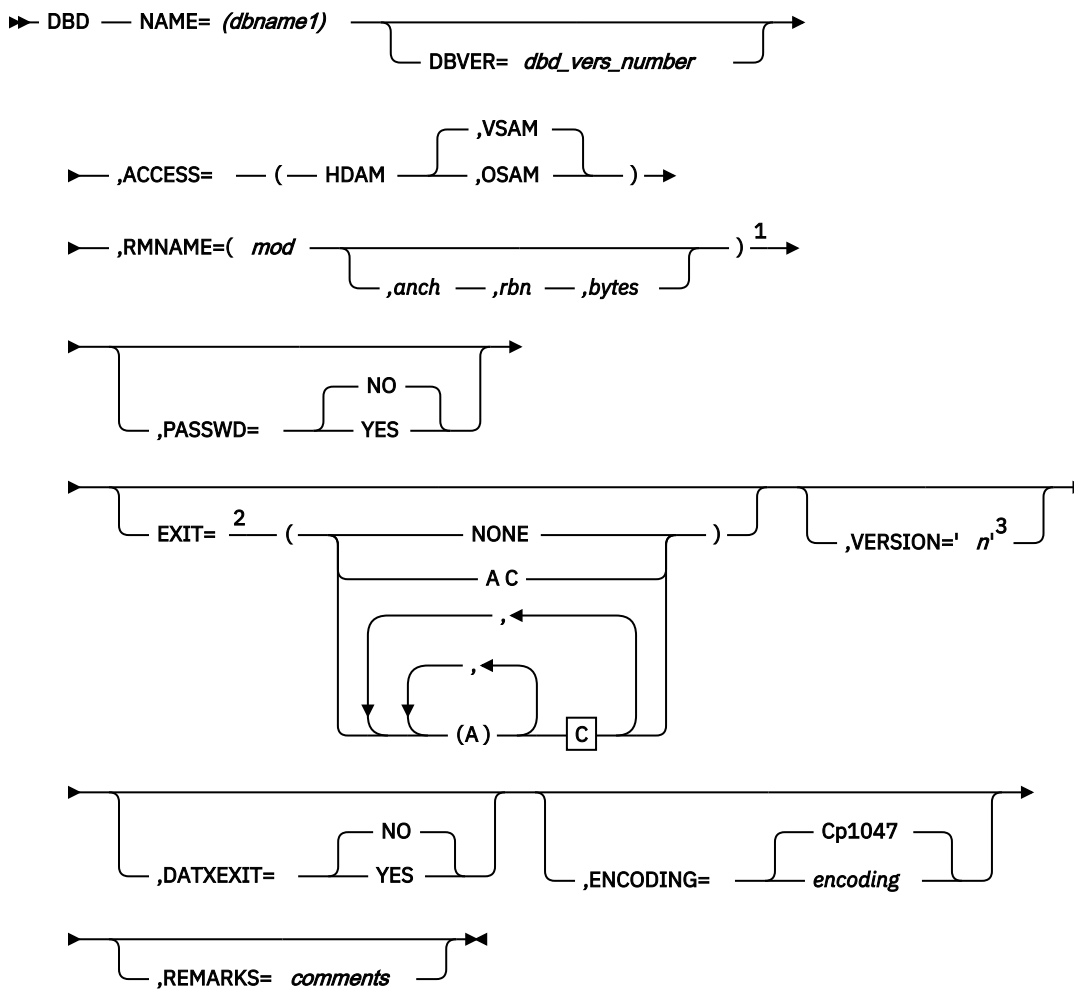 DBD NAME= (dbname1)
DBVER= dbd_vers_number
,VSAM
,ACCESS= ( HDAM ,OSAM )
,RMNAME=( mod ) 1
,anch ,rbn ,bytes
NO
,PASSWD= YES
EXIT= 2 ( NONE )
,VERSION=' n' 3
A C
,
,
(A) C
NO
,DATXEXIT= YES
Cp1047
,ENCODING= encoding
,REMARKS= comments